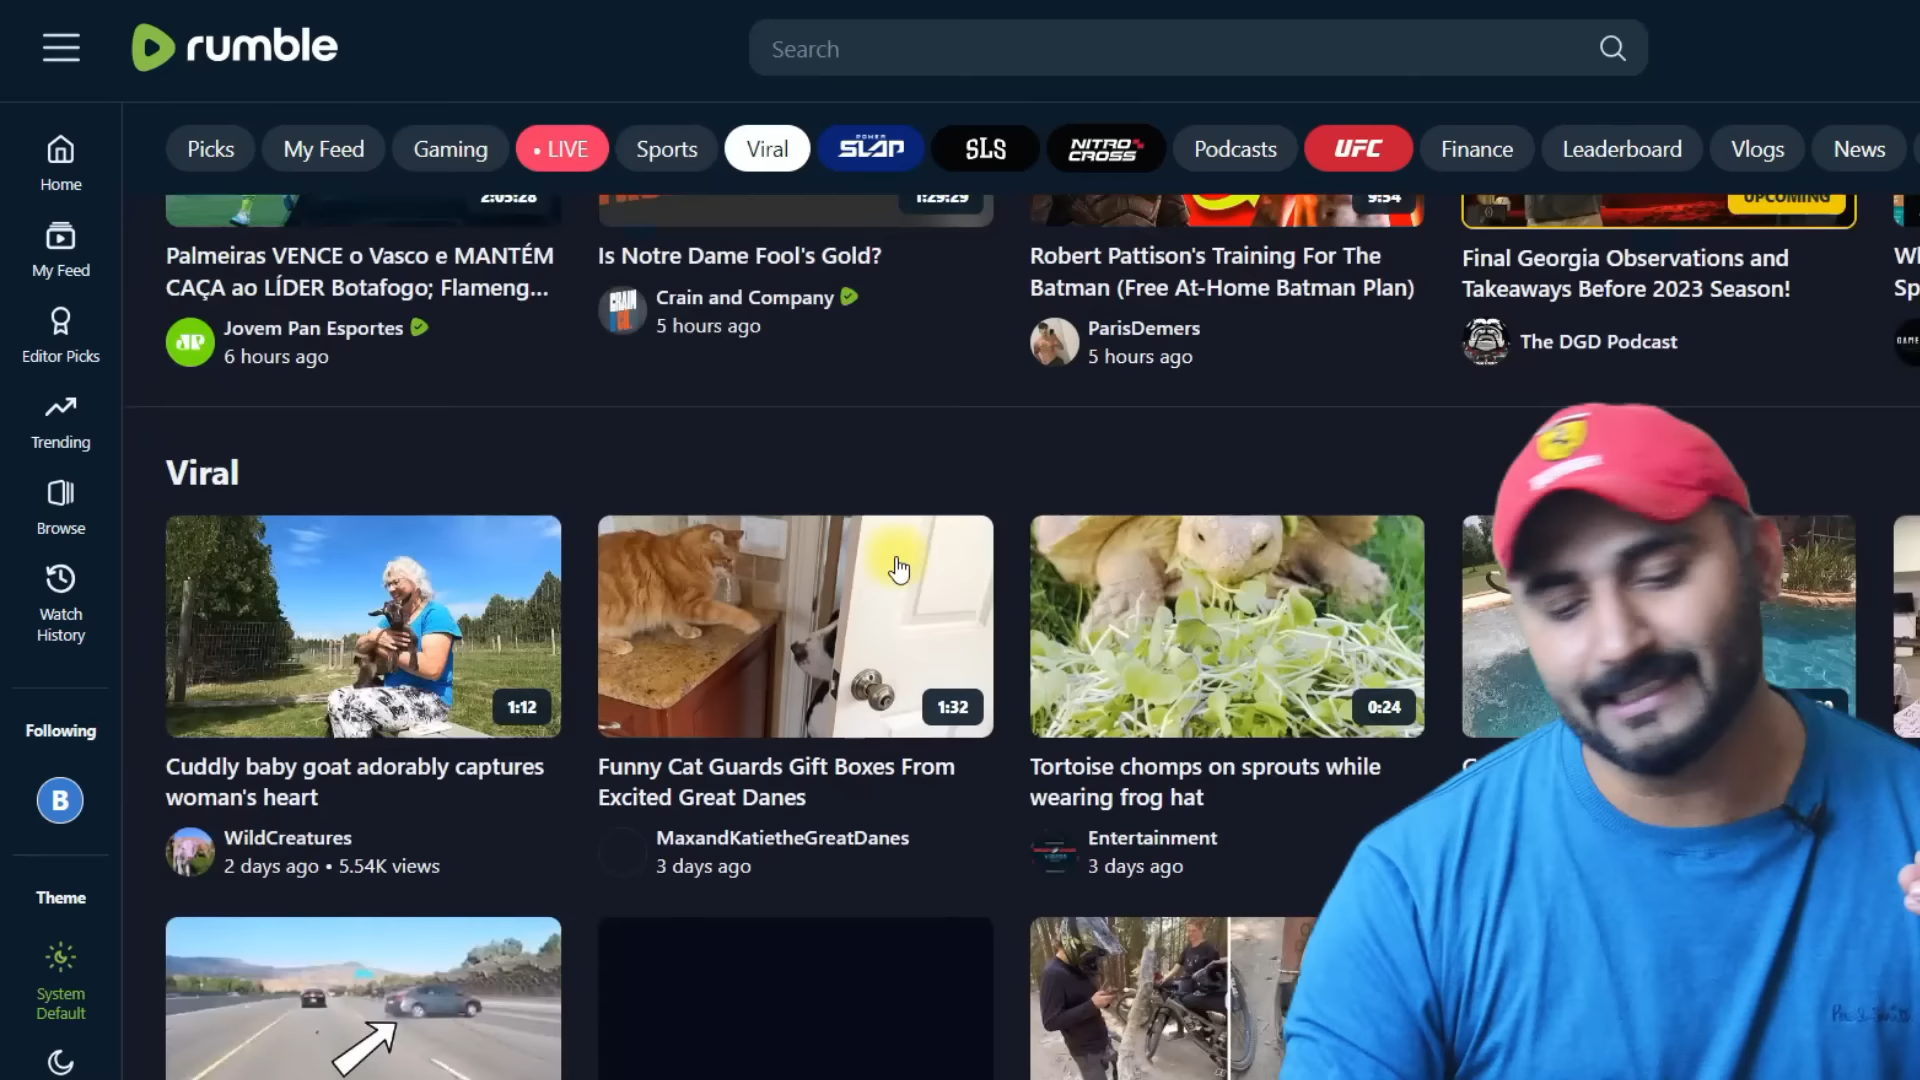 rumble
Search
Picks
My Feed
Gaming
• LIVE
Sports
Viral
POWER
SLAP
SLS
NITRO
CROSS
Podcasts
UFC
Finance
Leaderboard
Vlogs
News
Home
My Feed
Editor Picks
Trending
Browse
Watch
History
Following
B
Theme
System
Default
2:05:28
1:29:29
9:54
UPCOMING
Palmeiras VENCE o Vasco e MANTÉM
CAÇA ao LÍDER Botafogo; Flameng...
JP
Jovem Pan Esportes
6 hours ago
Is Notre Dame Fool's Gold?
Crain and Company
5 hours ago
Robert Pattison's Training For The
Batman (Free At-Home Batman Plan)
ParisDemers
5 hours ago
Final Georgia Observations and
Takeaways Before 2023 Season!
The DGD Podcast
Sp
Viral
1:12
1:32
0:24
Cuddly baby goat adorably captures
woman's heart
WildCreatures
2 days ago • 5.54K views
Funny Cat Guards Gift Boxes From
Excited Great Danes
MaxandKatietheGreatDanes
3 days ago
Tortoise chomps on sprouts while
wearing frog hat
Entertainment
3 days ago